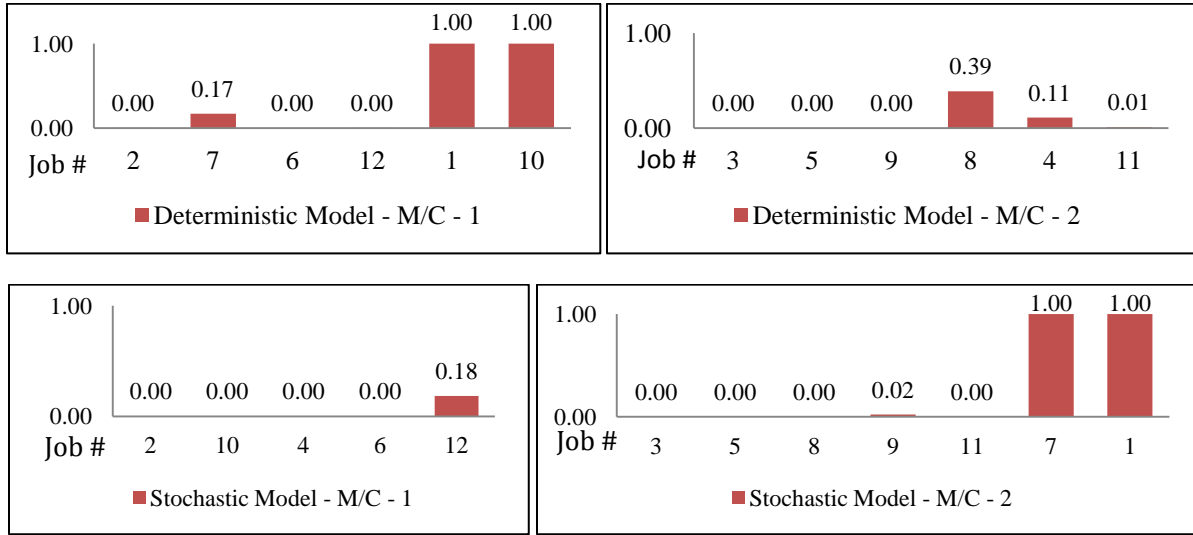 1.00 1.00
1.00
0.17
0.00 0.00 0.00
0.00
Job # 2 7 6 12 1 10
Deterministic Model - M/C - 1
1.00
0.39
0.11
0.00 0.00 0.00 0.01
0.00
Job # 3 5 9 8 4 11
Deterministic Model - M/C - 2
1.00
0.18
0.00 0.00 0.00 0.00
0.00
Job # 2 10 4 6 12
Stochastic Model - M/C - 1
1.00 1.00
1.00
0.00 0.00 0.00 0.02 0.00
0.00
Job # 3 5 8 9 11 7 1
Stochastic Model - M/C - 2